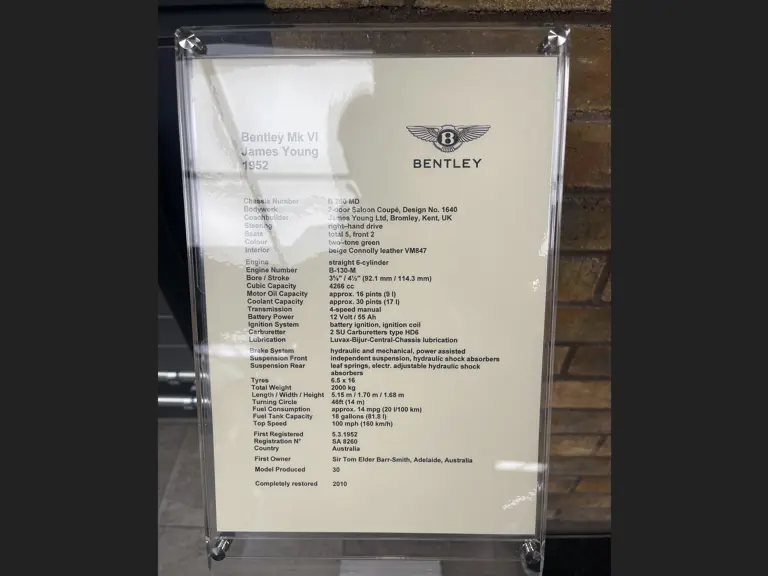 Bentley Mk VI
James Young
1952
B
BENTLEY
Chassis Number MD
Bodywork 2-door Saloon Coupé, Design No. 1640
Coachbuilder James Young Ltd, Bromley, Kent, UK
Steering right-hand drive
Seats total 5, front 2
Colour two-tone green
Interior beige Connolly leather VM847
Engine straight 6-cylinder
Engine Number B-130-M
Bore / Stroke 3⅝" / 4½" (92.1 mm / 114.3 mm)
Cubic Capacity 4266 cc
Motor Oil Capacity approx. 16 pints (9 l)
Coolant Capacity approx. 30 pints (17 l)
Transmission 4-speed manual
Battery Power 12 Volt / 55 Ah
Ignition System battery ignition, ignition coil
Carburetter 2 SU Carburetters type HD6
Lubrication Luvax-Bijur-Central-Chassis lubrication
Brake System hydraulic and mechanical, power assisted
Suspension Front independent suspension, hydraulic shock absorbers
Suspension Rear leaf springs, electr. adjustable hydraulic shock
absorbers
Tyres 6.5 x 16
Total Weight 2000 kg
Length / Width / Height 5.15 m / 1.70 m / 1.68 m
Turning Circle 46ft (14 m)
Fuel Consumption approx. 14 mpg (20 l/100 km)
Fuel Tank Capacity 18 gallons (81.8 l)
Top Speed 100 mph (160 km/h)
First Registered 5.3.1952
Registration N° SA 8260
Country Australia
First Owner Sir Tom Elder Barr-Smith, Adelaide, Australia
Model Produced 30
Completely restored 2010